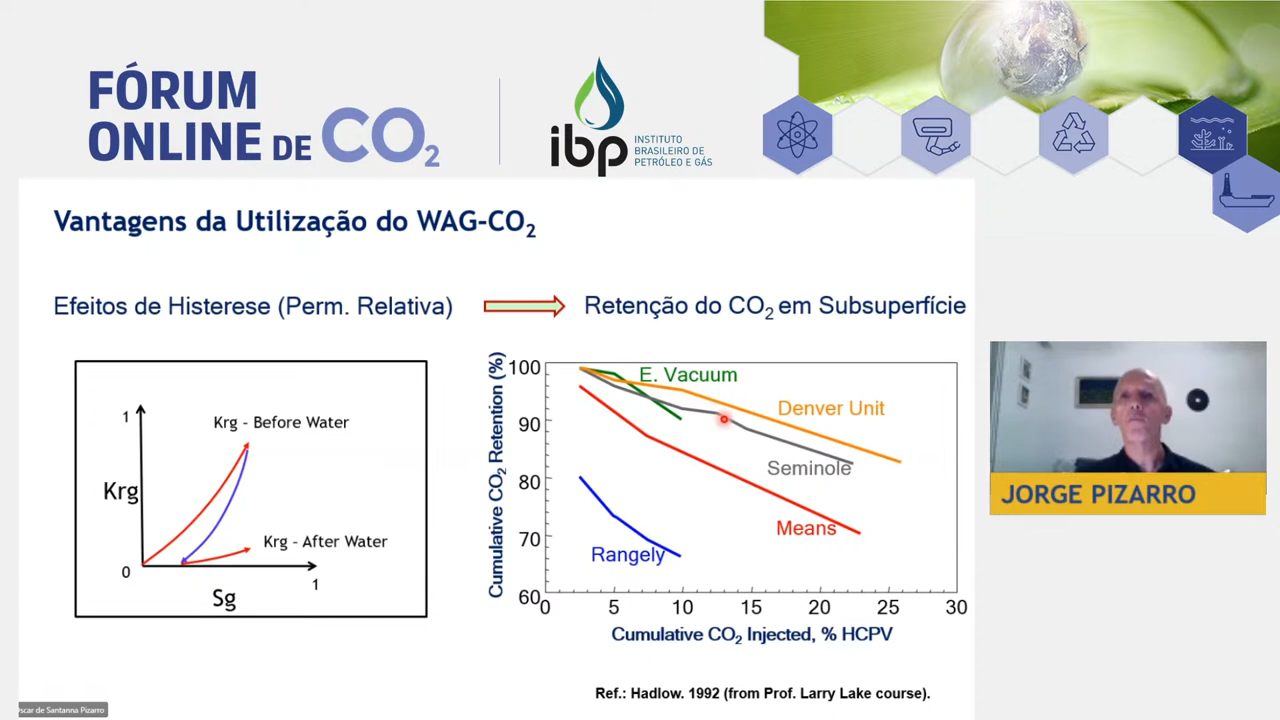 FÓRUM
ONLINE DE CO2
ibp
INSTITUTO
BRASILEIRO DE
PETRÓLEO E GÁS
Vantagens da Utilização do WAG-CO2
Efeitos de Histerese (Perm. Relativa)
Retenção do CO2 em Subsuperfície
1
Krg - Before Water
Krg
Krg - After Water
0
1
Sg
Cumulative CO2 Retention (%)
100
90
80
70
60
E. Vacuum
Denver Unit
Seminole
Means
Rangely
0 5 10 15 20 25 30
Cumulative CO2 Injected, % HCPV
Ref.: Hadlow. 1992 (from Prof. Larry Lake course).
JORGE PIZARRO
de Santanna Pizarro